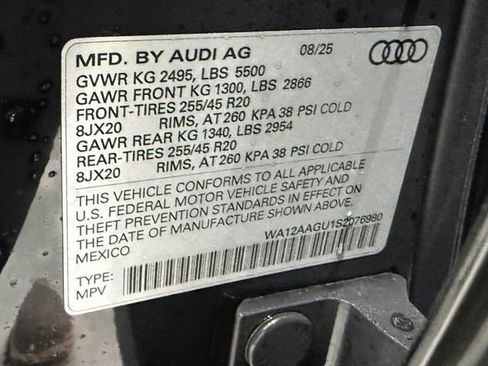 MFD. BY AUDI AG 08/25
GVWR KG 2495, LBS 5500
GAWR FRONT KG 1300, LBS 2866
FRONT-TIRES 255/45 R20
8JX20 RIMS, AT 260 KPA 38 PSI COLD
GAWR REAR KG 1340, LBS 2954
REAR-TIRES 255/45 R20
8JX20 RIMS, AT 260 KPA 38 PSI COLD
THIS VEHICLE CONFORMS TO ALL APPLICABLE
U.S. FEDERAL MOTOR VEHICLE SAFETY AND
THEFT PREVENTION STANDARDS IN EFFECT ON
THE DATE OF MANUFACTURE SHOWN ABOVE
MEXICO WA12AAGU1S2076980
TYPE:
MPV